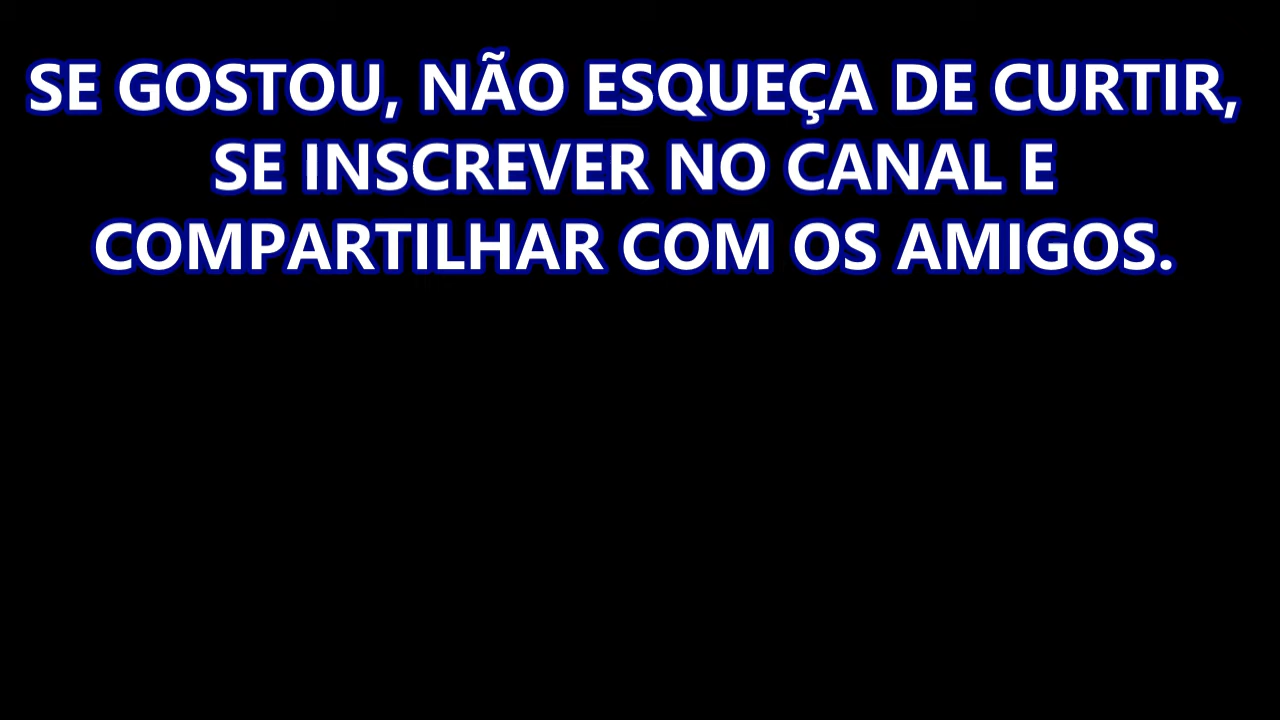 SE GOSTOU, NÃO ESQUEÇA DE CURTIR,
SE INSCREVER NO CANAL E
COMPARTILHAR COM OS AMIGOS.